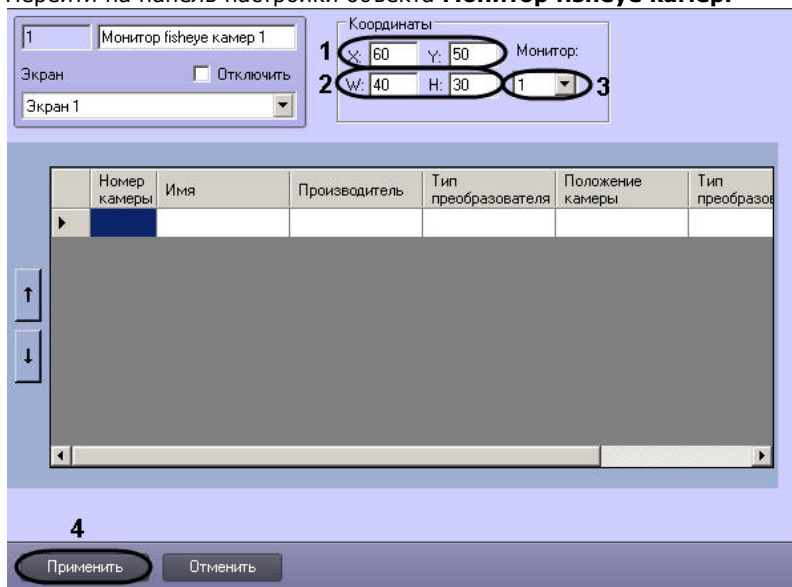 Перейти на панель настройки объекта Монитор fisheye камер.
1 Монитор fisheye камер 1
Экран Отключить
Экран 1
Координаты
1 X: 60 Y: 50 Монитор:
2 W: 40 H: 30 1 3
Номер камеры Имя Производитель Тип преобразователя Положение камеры Тип преобразов
4
Применить Отменить